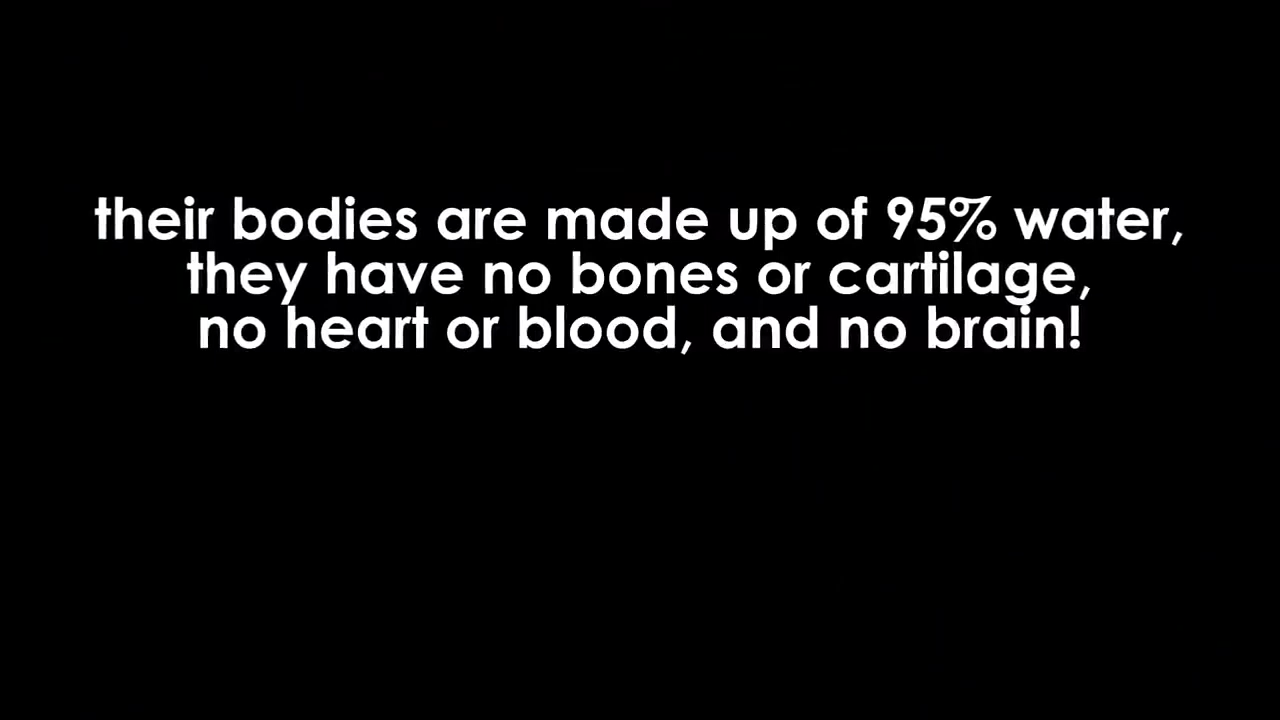 their bodies are made up of 95% water,
they have no bones or cartilage,
no heart or blood, and no brain!